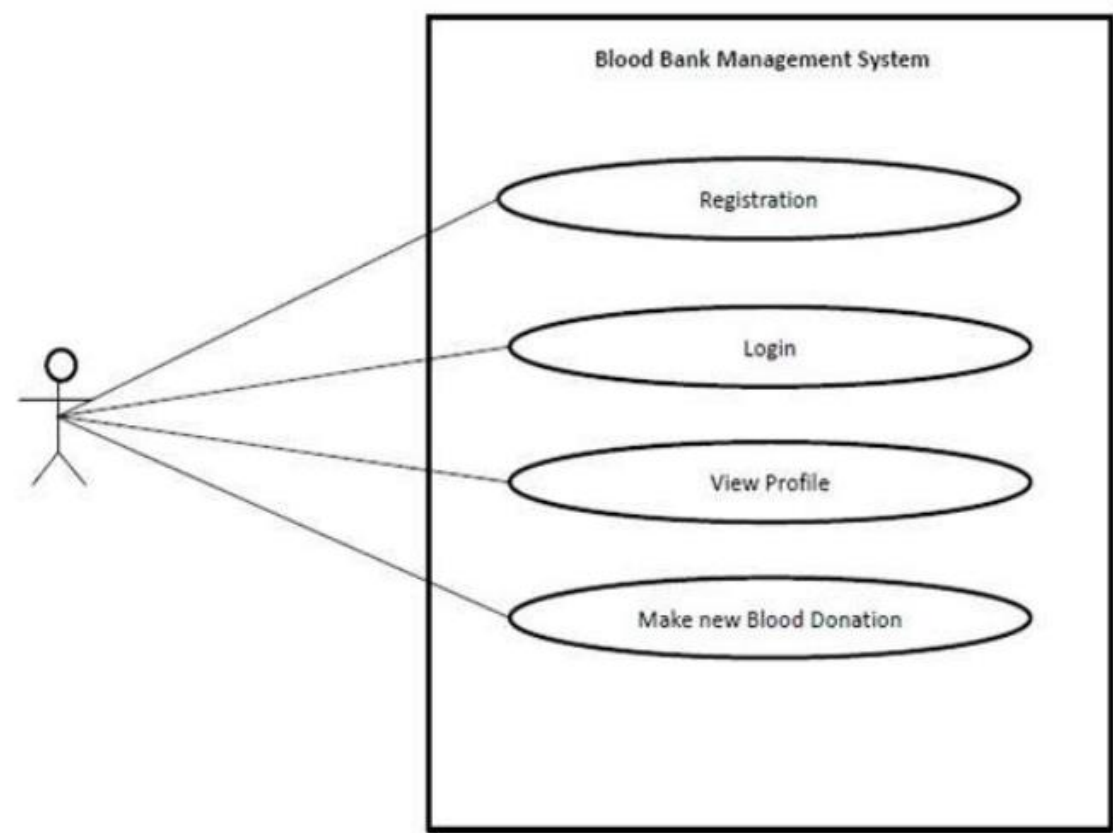 Blood Bank Management System
Registration
Login
View Profile
Make new Blood Donation